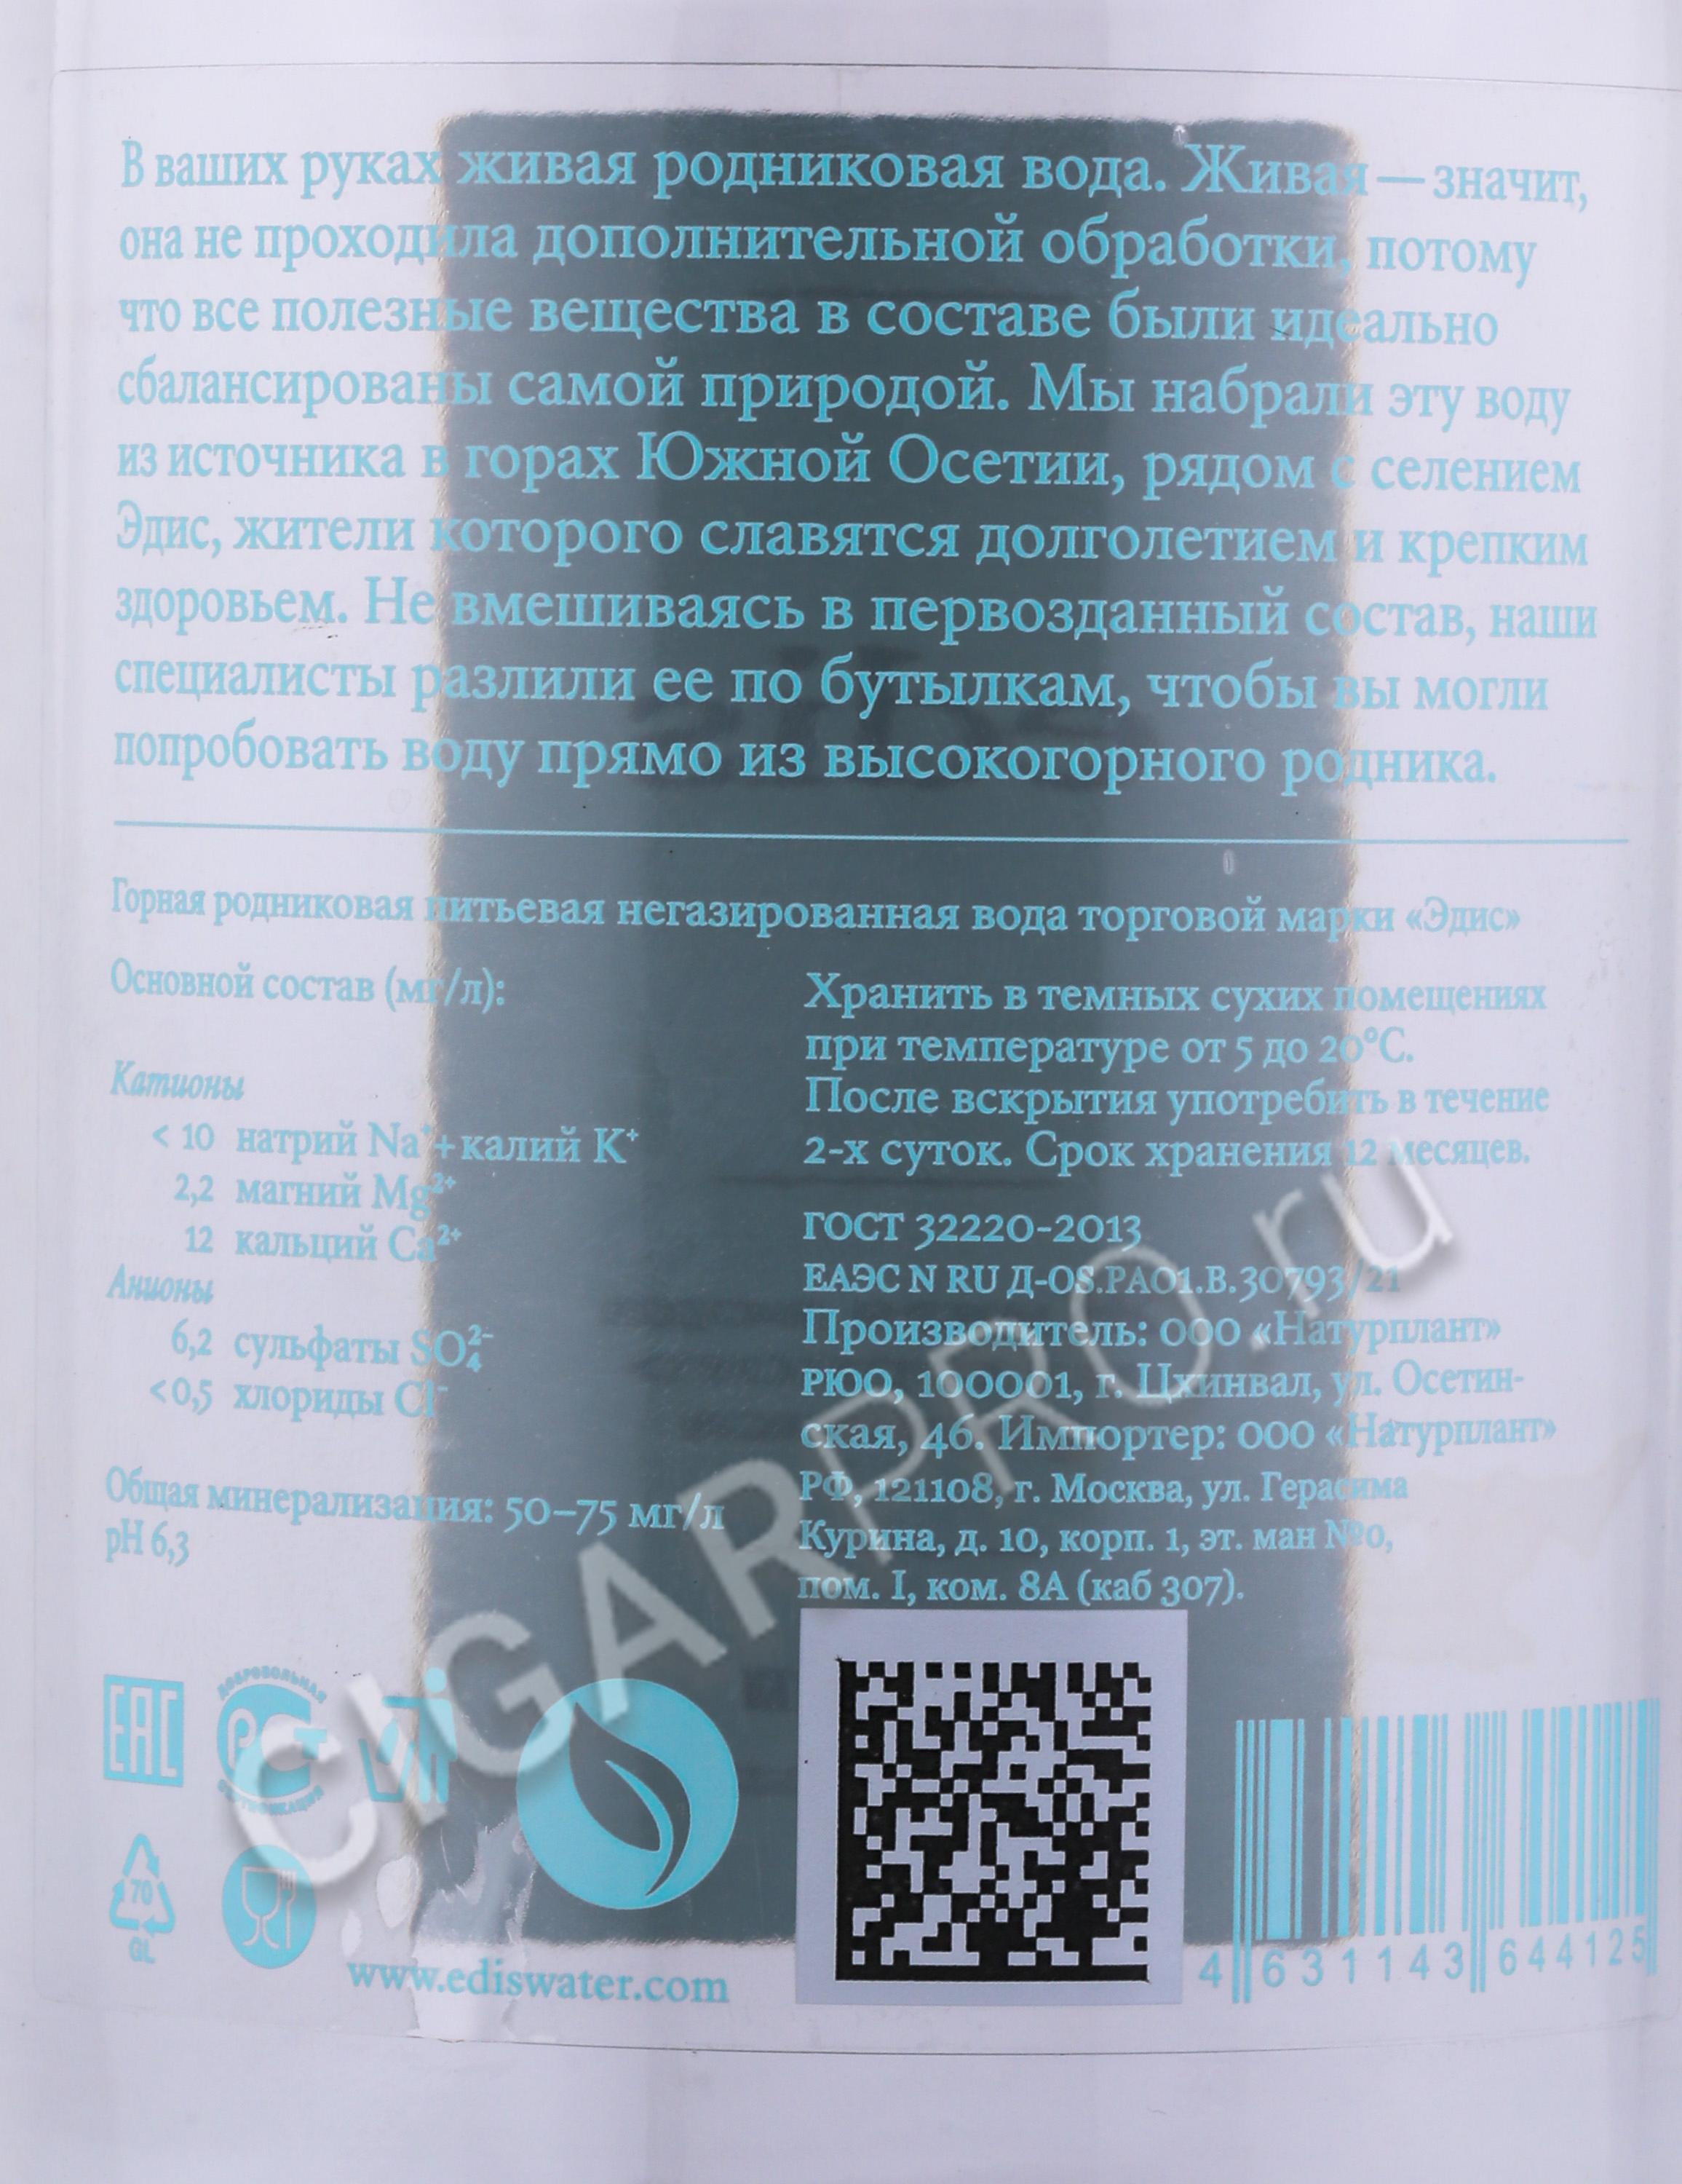 В ваших руках живая родниковая вода. Живая — значит,
она не проходила дополнительной обработки, потому
что все полезные вещества в составе были идеально
сбалансированы самой природой. Мы набрали эту воду
из источника в горах Южной Осетии, рядом с селением
Эдис, жители которого славятся долголетием и крепким
здоровьем. Не вмешиваясь в первозданный состав, наши
специалисты разлили ее по бутылкам, чтобы вы могли
попробовать воду прямо из высокогорного родника.
Горная родниковая питьевая негазированная вода торговой марки «Эдис»
Основной состав (мг/л):
Катионы
< 10 натрий Na⁺+калий K⁺
2,2 магний Mg²⁺
12 кальций Ca²⁺
Анионы
6,2 сульфаты SO₄²⁻
<0,5 хлориды Cl⁻
Общая минерализация: 50–75 мг/л
pH 6,3
Хранить в темных сухих помещениях
при температуре от 5 до 20°C.
После вскрытия употребить в течение
2-х суток. Срок хранения 12 месяцев.
ГОСТ 32220-2013
ЕАЭС N RU Д-OS.РА01.В.30793/21
Производитель: ООО «Натурплант»
РЮО, 100001, г. Цхинвал, ул. Осетин-
ская, 46. Импортер: ООО «Натурплант»
РФ, 121108, г. Москва, ул. Герасима
Курина, д. 10, корп. 1, эт. ман №0,
пом. I, ком. 8А (каб 307).
EAC
ДОБРОВОЛЬНАЯ
РСТ
СЕРТИФИКАЦИЯ
70
GL
www.ediswater.com
4 631143 644125
CIGARPRO.ru